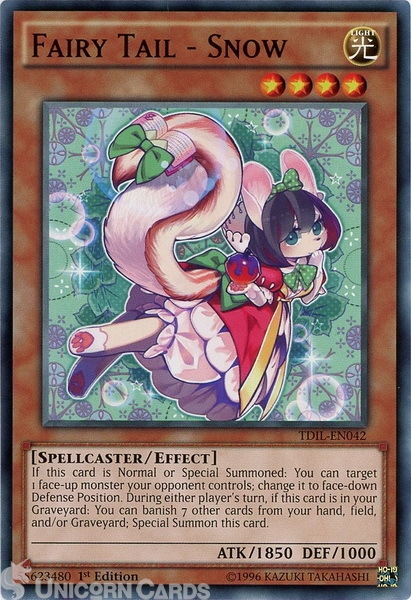 FAIRY TAIL - SNOW
LIGHT
光
TDIL-EN042
[SPELLCASTER/EFFECT]
If this card is Normal or Special Summoned: You can target
1 face-up monster your opponent controls; change it to face-down
Defense Position. During either player's turn, if this card is in your
Graveyard: You can banish 7 other cards from your hand, field,
and/or Graveyard; Special Summon this card.
ATK/1850 DEF/1000
623480 1st Edition ©1996 KAZUKI TAKAHASHI
UNICORN CARDS